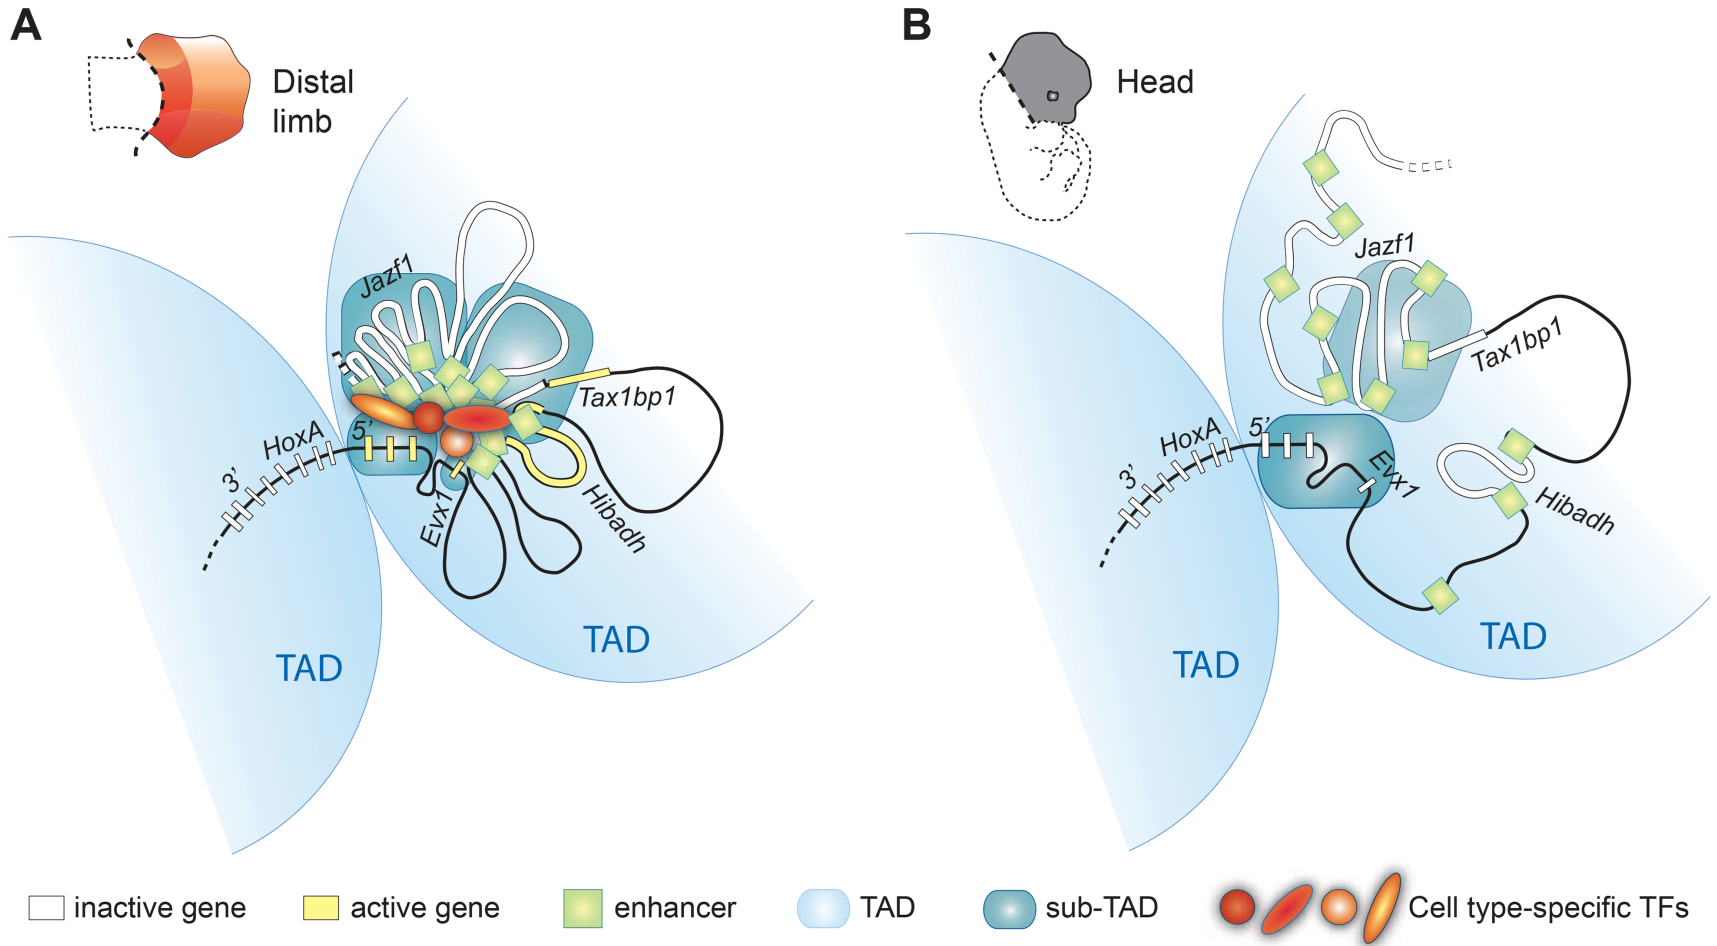 A
Distal
limb
Jazf1
Tax1bp1
5’
HoxA
3’
Evx1
Hibadh
TAD
TAD
B
Head
Jazf1
Tax1bp1
5’
HoxA
3’
Evx1
Hibadh
TAD
TAD
inactive gene
active gene
enhancer
TAD
sub-TAD
Cell type-specific TFs